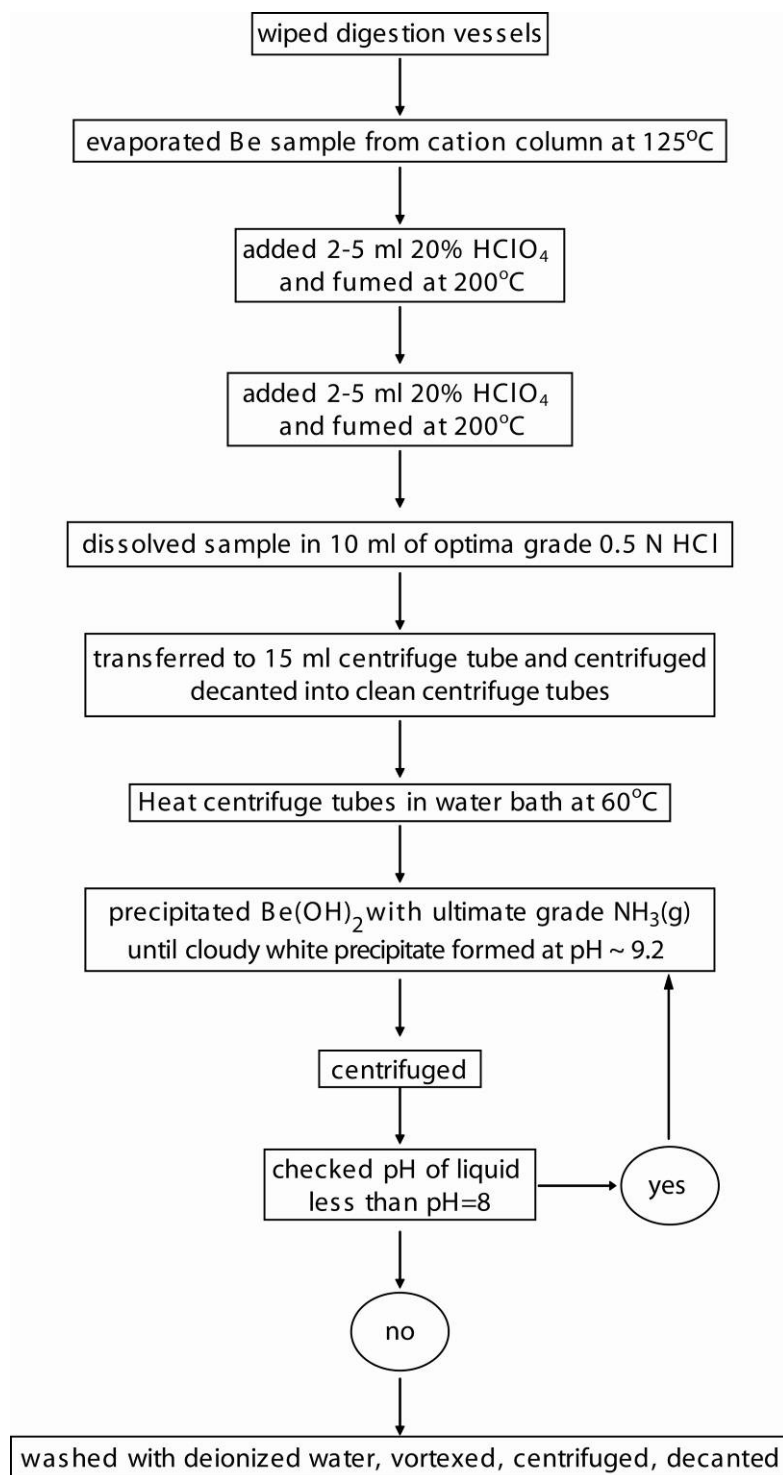 wiped digestion vessels
evaporated Be sample from cation column at 125°C
added 2-5 ml 20% HClO₄
and fumed at 200°C
added 2-5 ml 20% HClO₄
and fumed at 200°C
dissolved sample in 10 ml of optima grade 0.5 N HCl
transferred to 15 ml centrifuge tube and centrifuged
decanted into clean centrifuge tubes
Heat centrifuge tubes in water bath at 60°C
precipitated Be(OH)₂ with ultimate grade NH₃(g)
until cloudy white precipitate formed at pH ~ 9.2
centrifuged
checked pH of liquid
less than pH=8
yes
no
washed with deionized water, vortexed, centrifuged, decanted